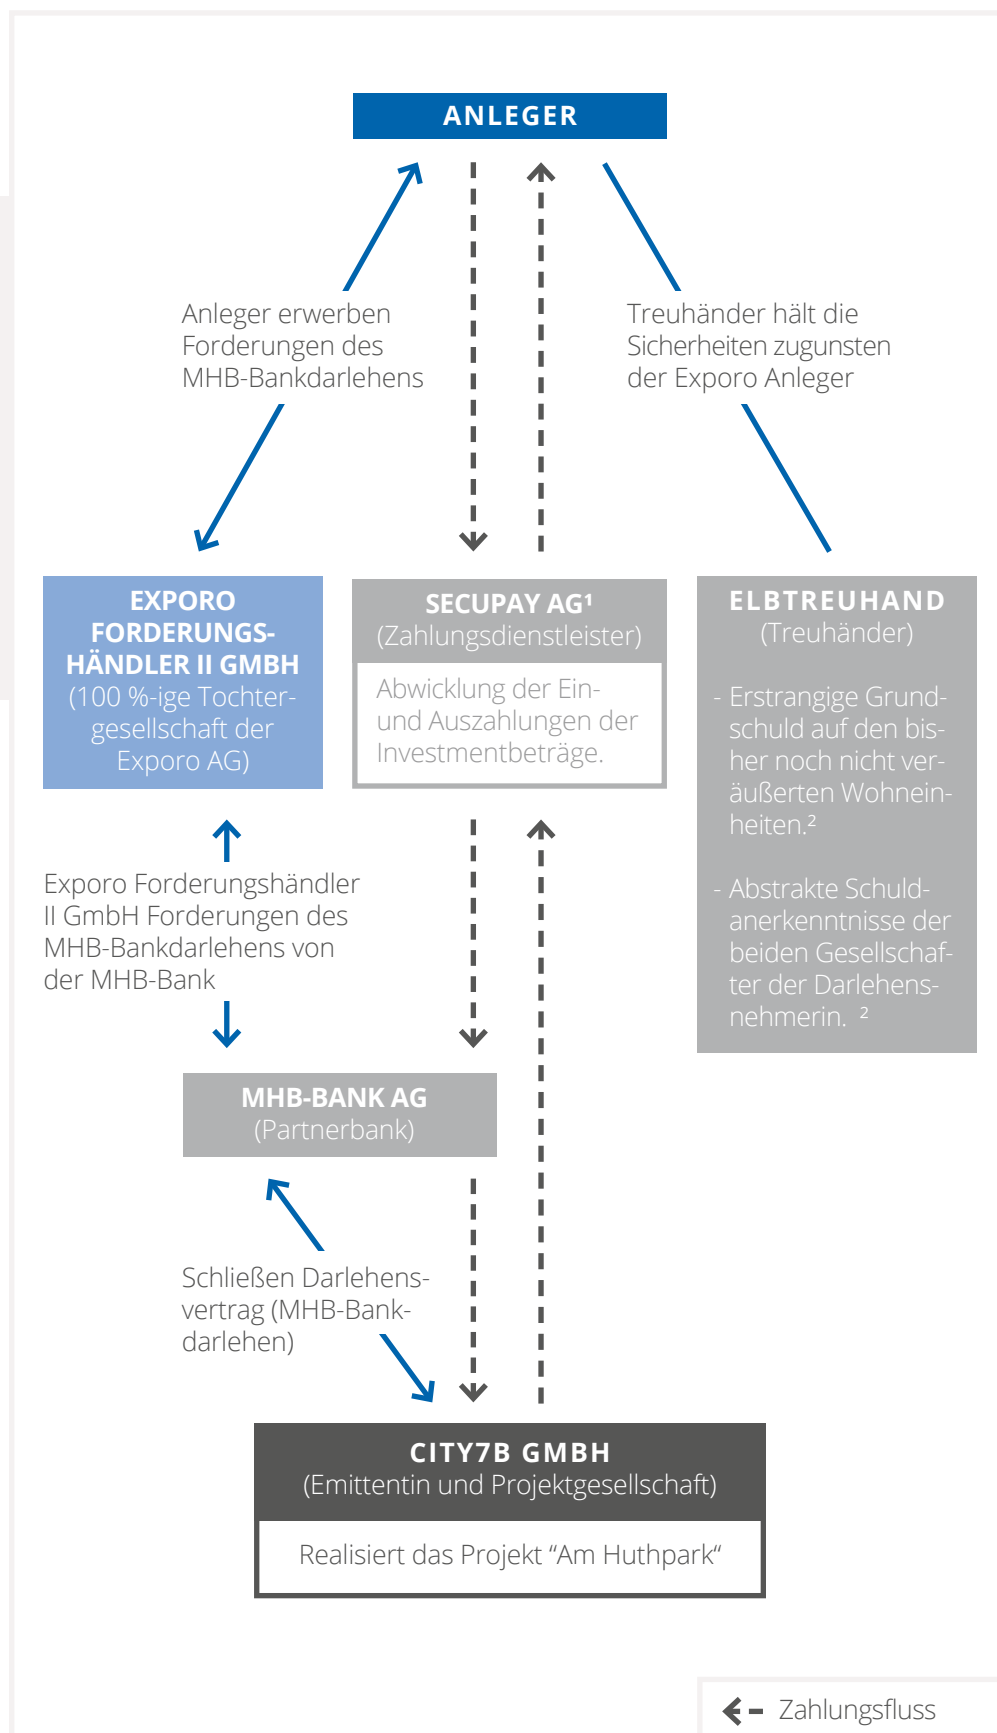 ANLEGER
Anleger erwerben
Forderungen des
MHB-Bankdarlehens
Treuhänder hält die
Sicherheiten zugunsten
der Exporo Anleger
EXPORO
FORDERUNGS-
HÄNDLER II GMBH
(100 %-ige Tochter-
gesellschaft der
Exporo AG)
SECUPAY AG¹
(Zahlungsdienstleister)
Abwicklung der Ein-
und Auszahlungen der
Investmentbeträge.
ELBTREUHAND
(Treuhänder)
- Erstrangige Grund-
schuld auf den bis-
her noch nicht ver-
äußerten Wohnein-
heiten.²
- Abstrakte Schuld-
anerkenntnisse der
beiden Gesellschaf-
ter der Darlehens-
nehmerin. ²
Exporo Forderungshändler
II GmbH Forderungen des
MHB-Bankdarlehens von
der MHB-Bank
MHB-BANK AG
(Partnerbank)
Schließen Darlehens-
vertrag (MHB-Bank-
darlehen)
CITY7B GMBH
(Emittentin und Projektgesellschaft)
Realisiert das Projekt “Am Huthpark“
Zahlungsfluss